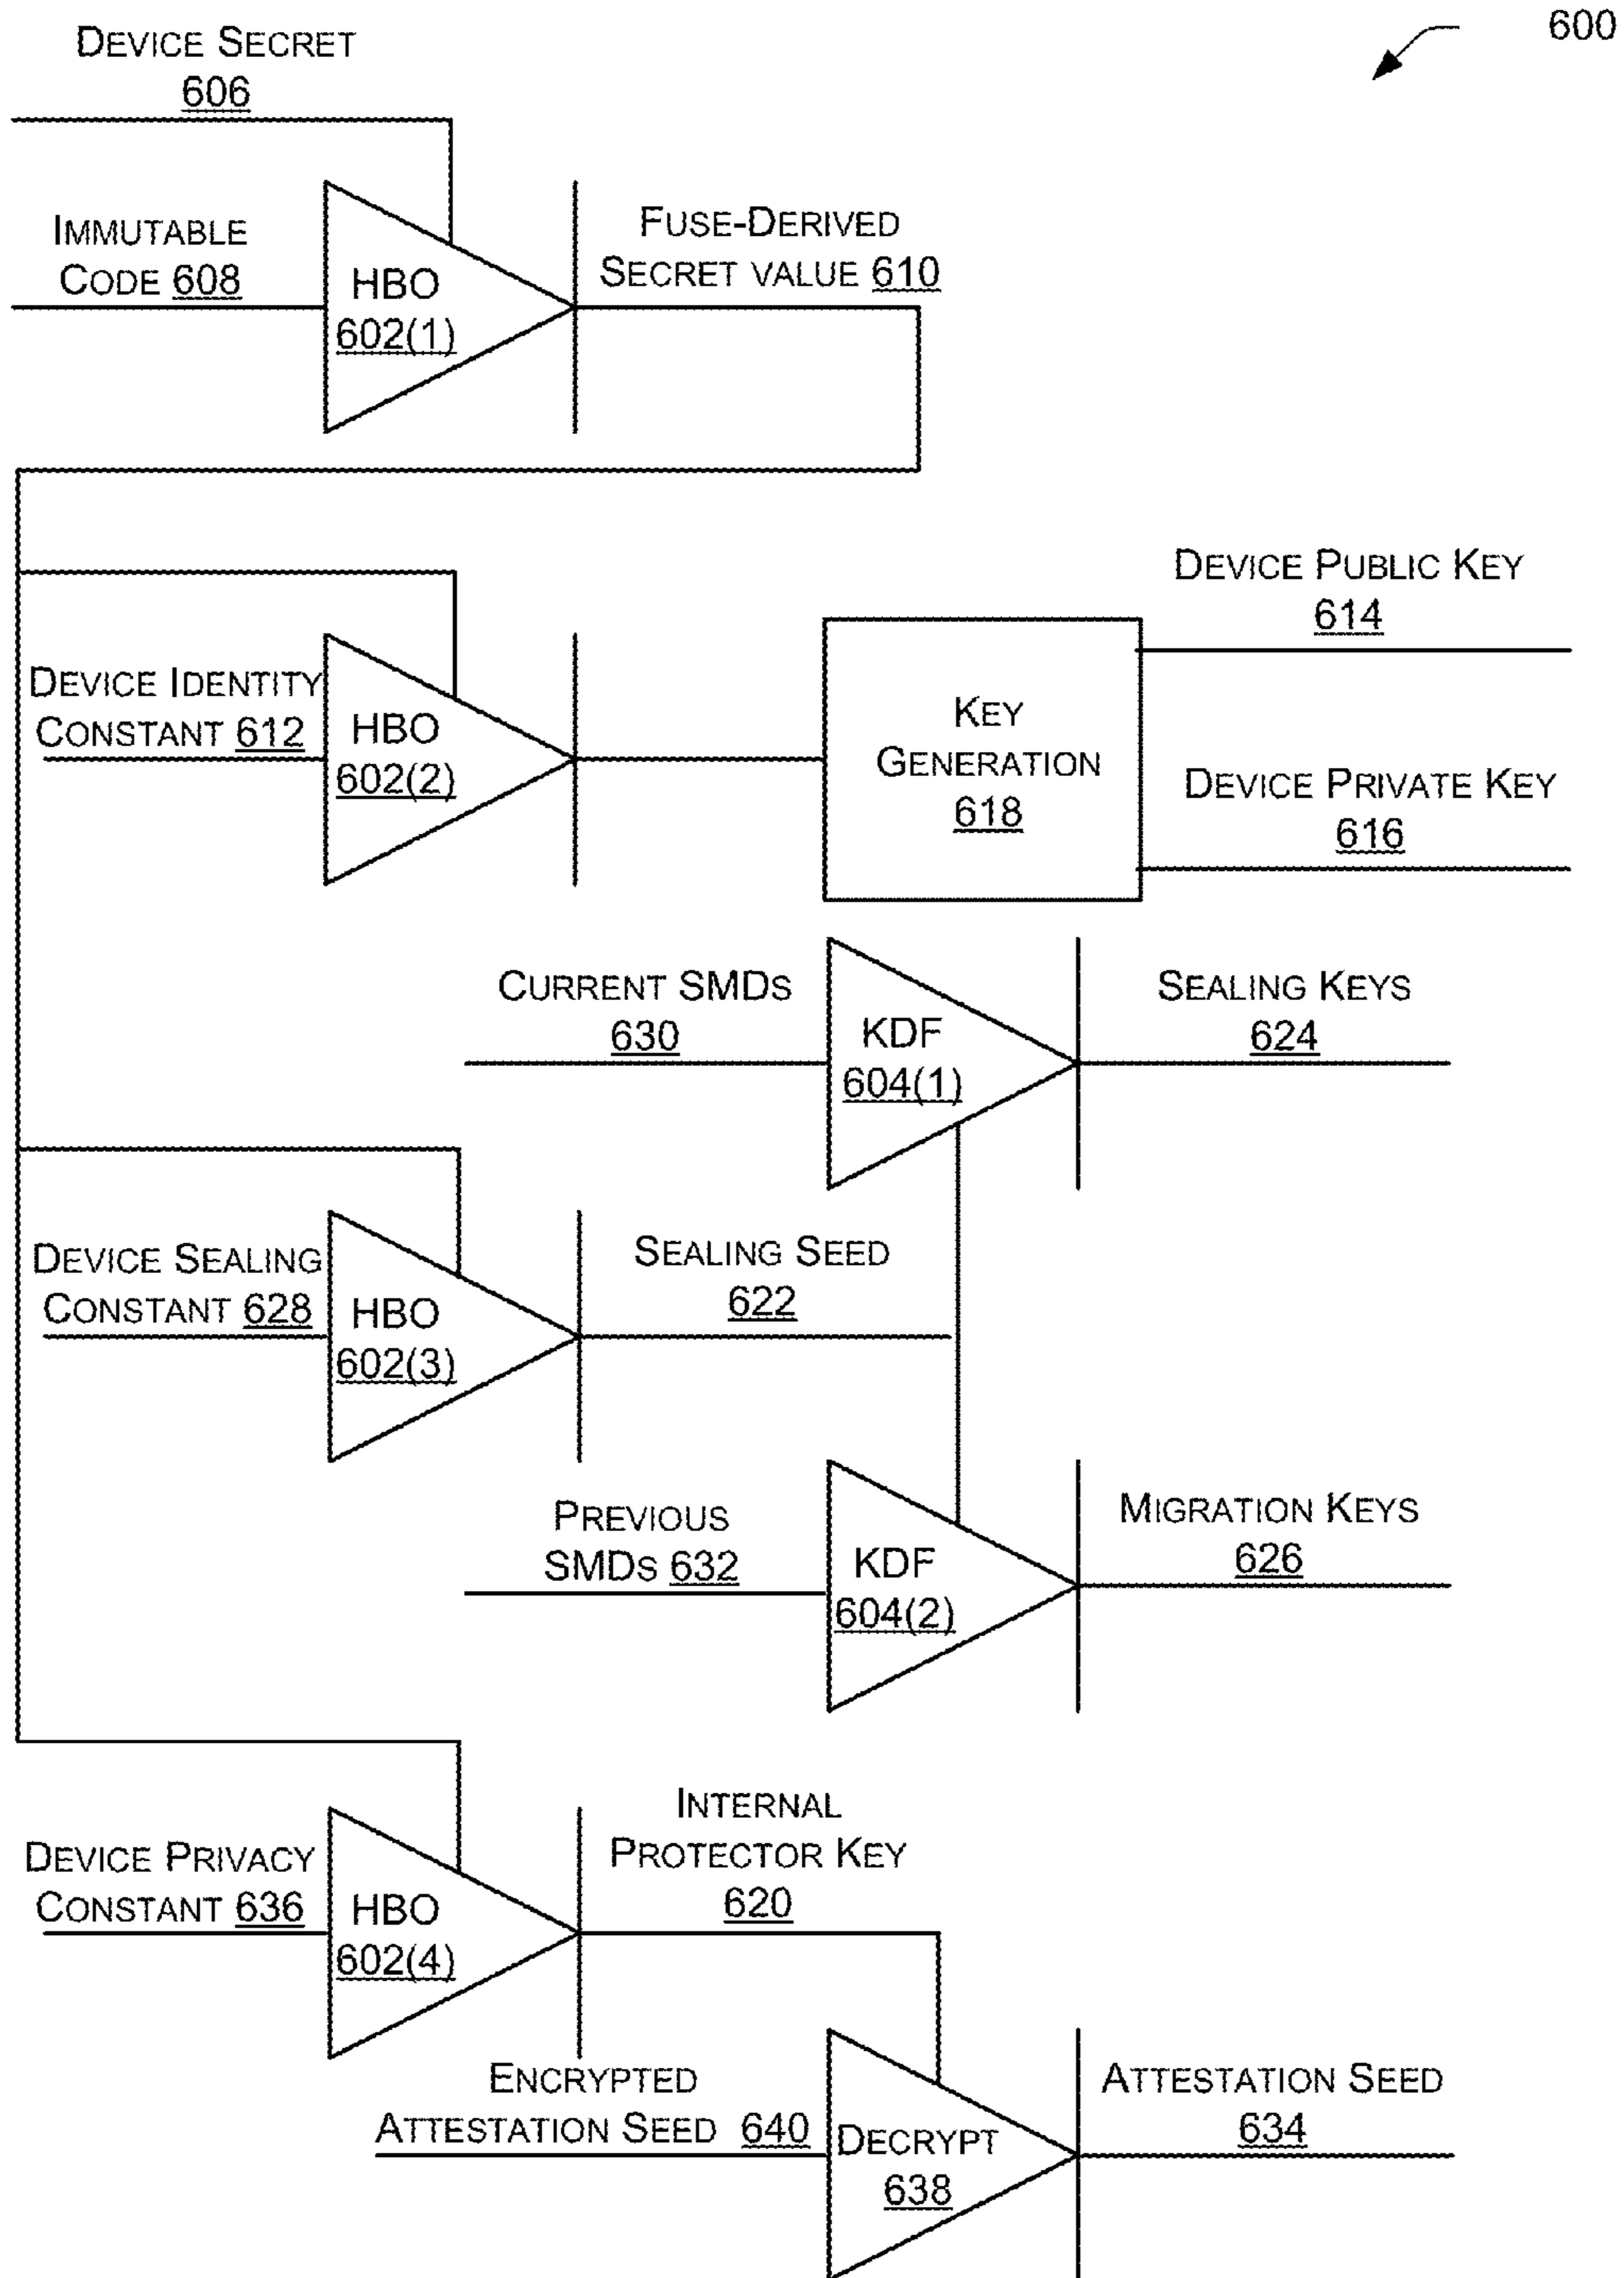 600
DEVICE SECRET
606
IMMUTABLE
CODE 608
HBO
602(1)
FUSE-DERIVED
SECRET VALUE 610
DEVICE IDENTITY
CONSTANT 612
HBO
602(2)
KEY
GENERATION
618
DEVICE PUBLIC KEY
614
DEVICE PRIVATE KEY
616
CURRENT SMDS
630
KDF
604(1)
SEALING KEYS
624
DEVICE SEALING
CONSTANT 628
HBO
602(3)
SEALING SEED
622
PREVIOUS
SMDS 632
KDF
604(2)
MIGRATION KEYS
626
DEVICE PRIVACY
CONSTANT 636
HBO
602(4)
INTERNAL
PROTECTOR KEY
620
ENCRYPTED
ATTESTATION SEED 640
DECRYPT
638
ATTESTATION SEED
634